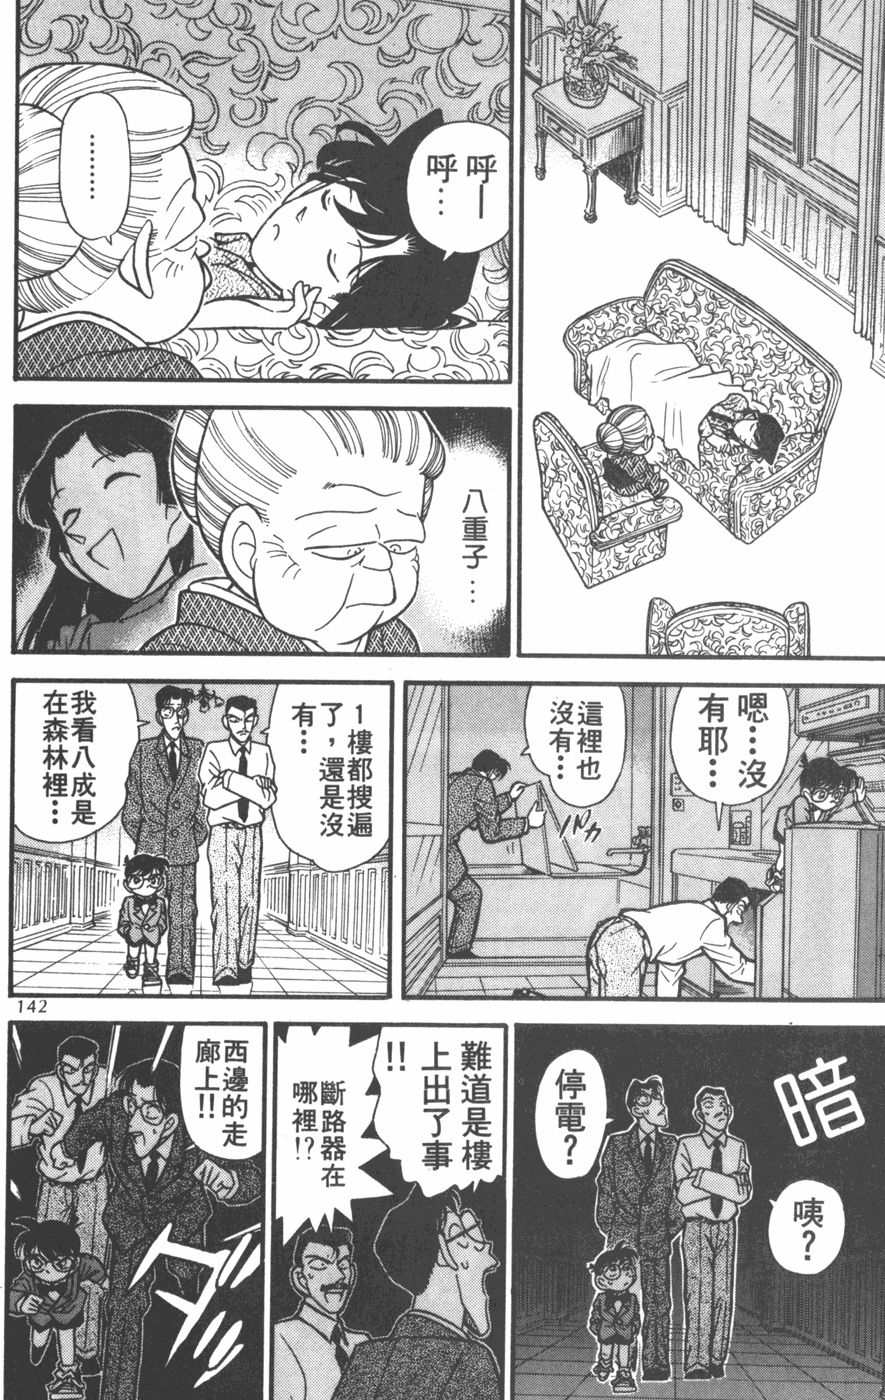 呼ー
呼…
……
八重子…
嗯…沒
有耶…
這裡也
沒有…
1樓都搜遍
了，還是沒
有…
我看八成是
在森林裡…
142
暗
咦？
停電？
難道是樓
上出了事
!!
斷路器在
哪裡!?
西邊的走
廊上!!